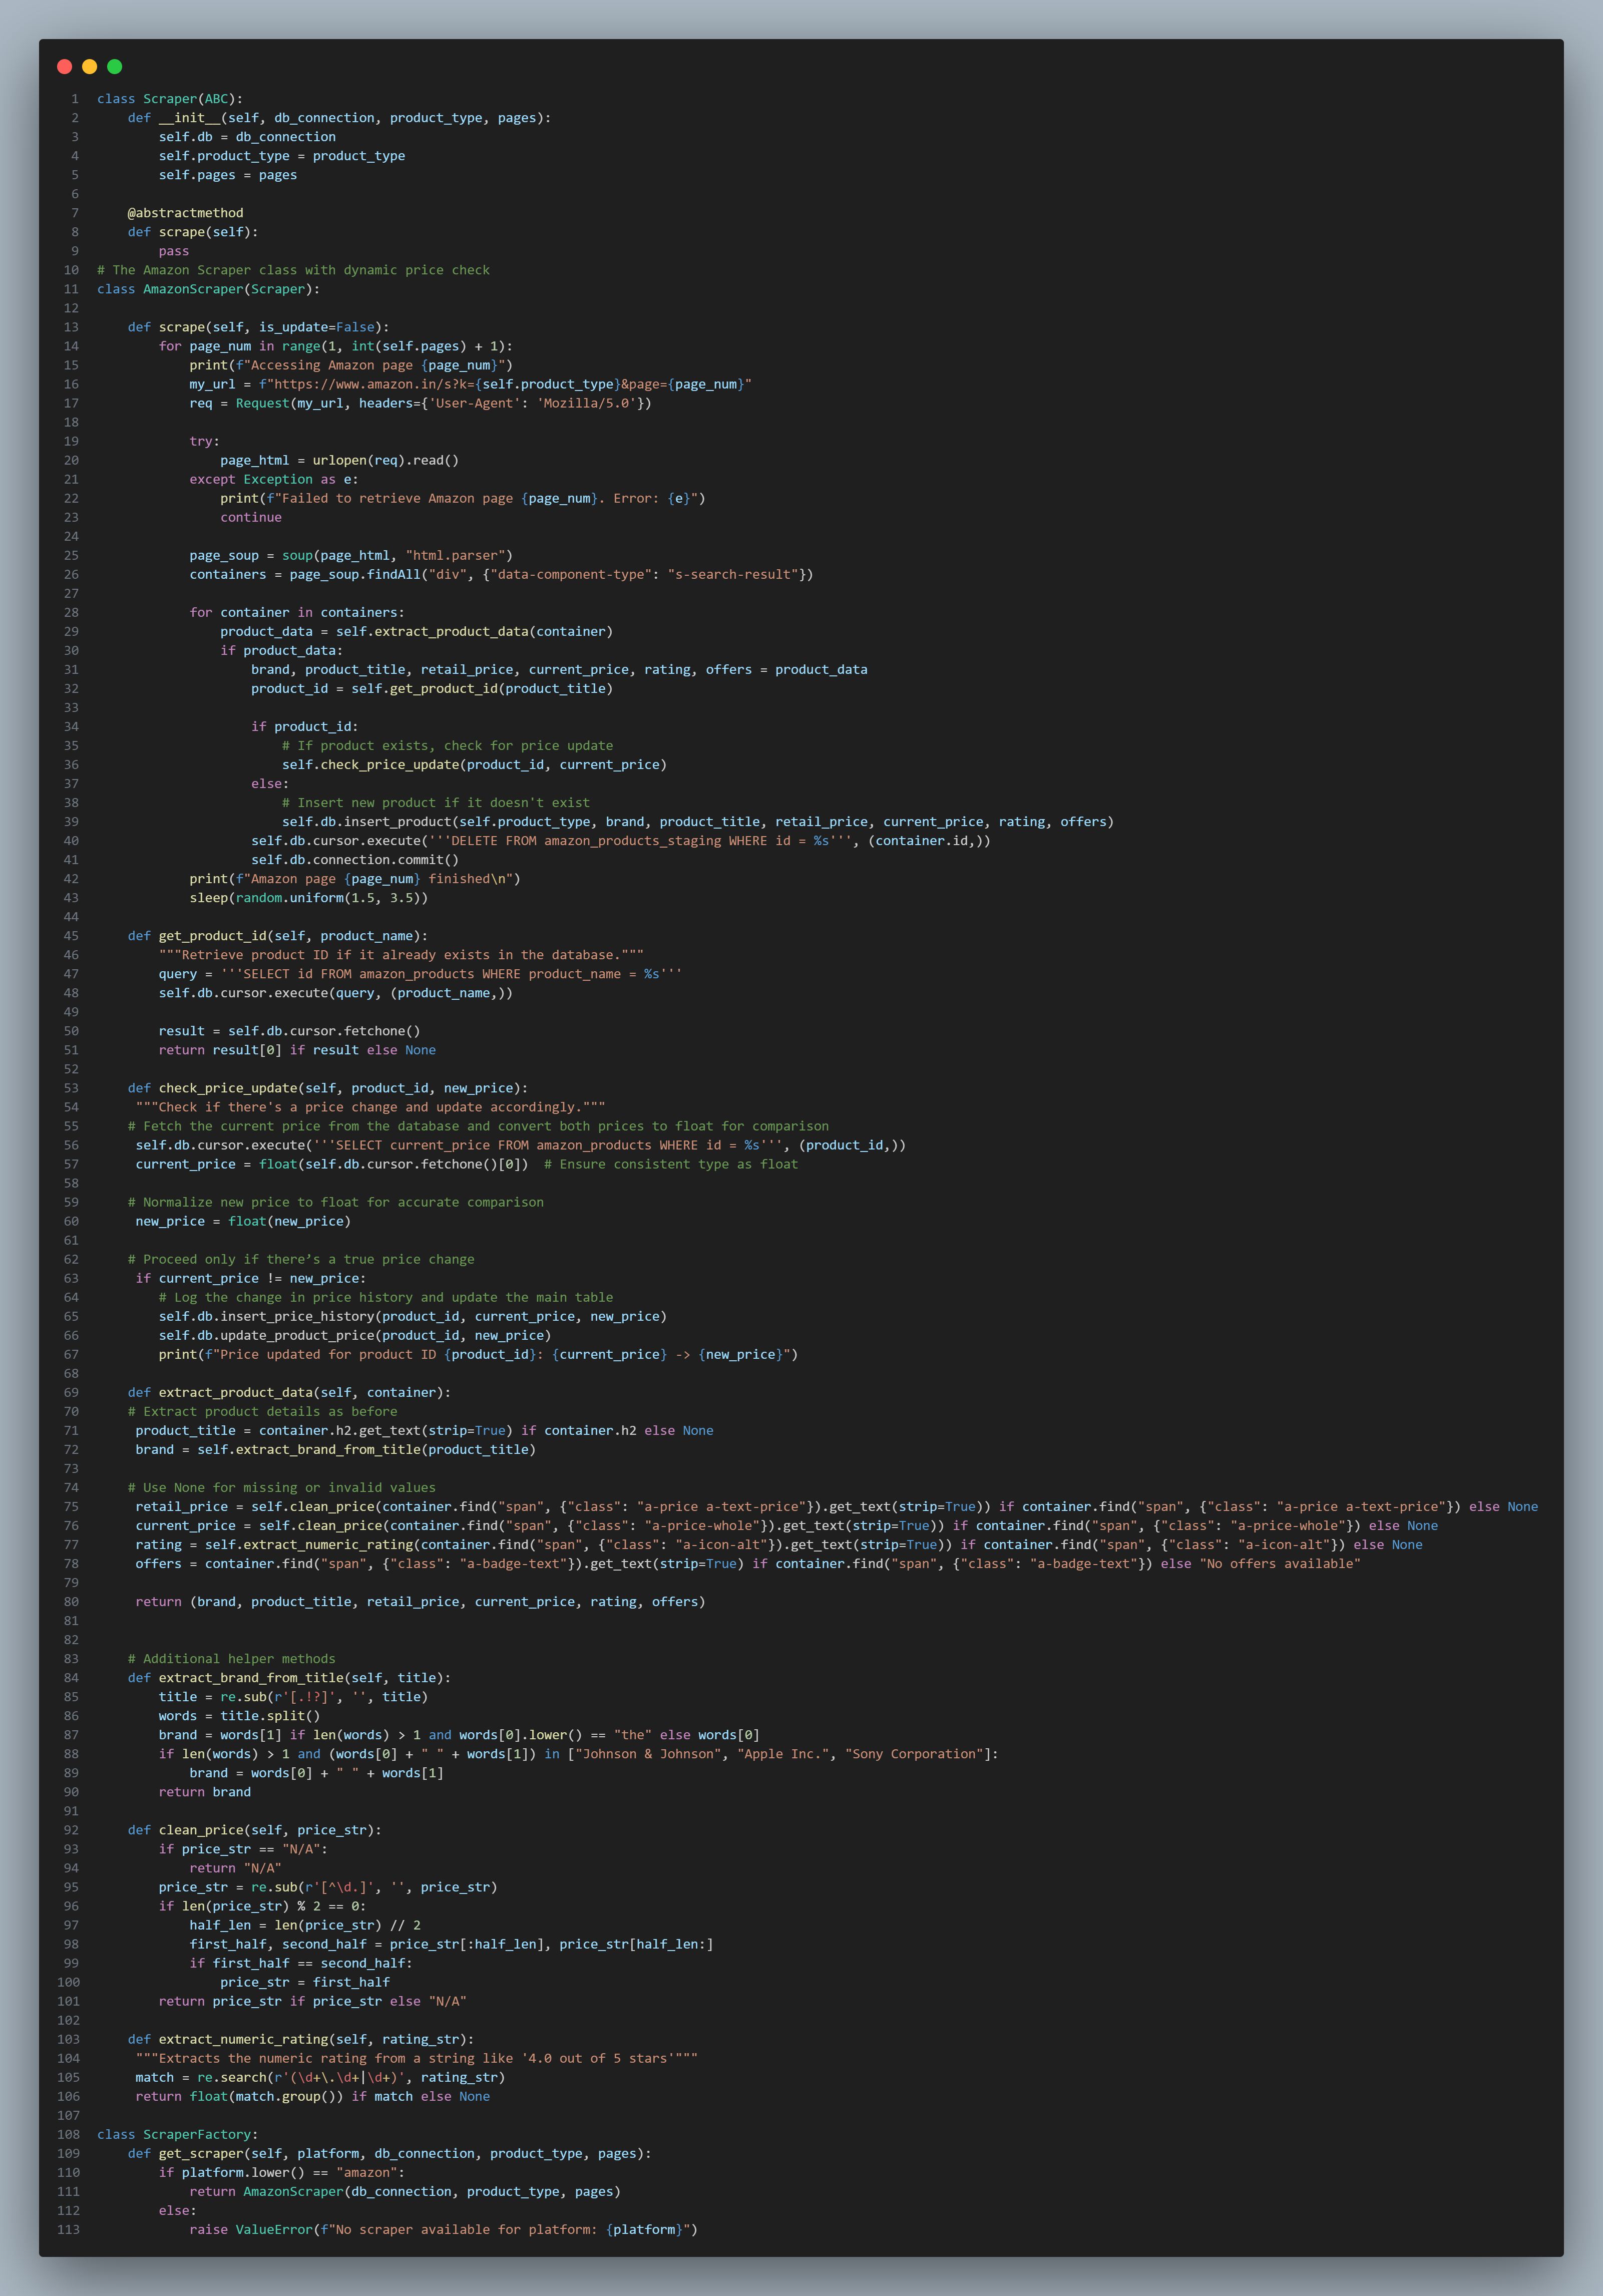 1 class Scraper(ABC):
2     def __init__(self, db_connection, product_type, pages):
3         self.db = db_connection
4         self.product_type = product_type
5         self.pages = pages
6
7     @abstractmethod
8     def scrape(self):
9         pass
10 # The Amazon Scraper class with dynamic price check
11 class AmazonScraper(Scraper):
12
13     def scrape(self, is_update=False):
14         for page_num in range(1, int(self.pages) + 1):
15             print(f"Accessing Amazon page {page_num}")
16             my_url = f"https://www.amazon.in/s?k={self.product_type}&page={page_num}"
17             req = Request(my_url, headers={'User-Agent': 'Mozilla/5.0'})
18
19             try:
20                 page_html = urlopen(req).read()
21             except Exception as e:
22                 print(f"Failed to retrieve Amazon page {page_num}. Error: {e}")
23                 continue
24
25             page_soup = soup(page_html, "html.parser")
26             containers = page_soup.findAll("div", {"data-component-type": "s-search-result"})
27
28             for container in containers:
29                 product_data = self.extract_product_data(container)
30                 if product_data:
31                     brand, product_title, retail_price, current_price, rating, offers = product_data
32                     product_id = self.get_product_id(product_title)
33
34                     if product_id:
35                         # If product exists, check for price update
36                         self.check_price_update(product_id, current_price)
37                     else:
38                         # Insert new product if it doesn't exist
39                         self.db.insert_product(self.product_type, brand, product_title, retail_price, current_price, rating, offers)
40                     self.db.cursor.execute('''DELETE FROM amazon_products_staging WHERE id = %s''', (container.id,))
41                     self.db.connection.commit()
42             print(f"Amazon page {page_num} finished\n")
43             sleep(random.uniform(1.5, 3.5))
44
45     def get_product_id(self, product_name):
46         """Retrieve product ID if it already exists in the database."""
47         query = '''SELECT id FROM amazon_products WHERE product_name = %s'''
48         self.db.cursor.execute(query, (product_name,))
49
50         result = self.db.cursor.fetchone()
51         return result[0] if result else None
52
53     def check_price_update(self, product_id, new_price):
54      """Check if there's a price change and update accordingly."""
55     # Fetch the current price from the database and convert both prices to float for comparison
56      self.db.cursor.execute('''SELECT current_price FROM amazon_products WHERE id = %s''', (product_id,))
57      current_price = float(self.db.cursor.fetchone()[0])  # Ensure consistent type as float
58
59     # Normalize new price to float for accurate comparison
60      new_price = float(new_price)
61
62     # Proceed only if there’s a true price change
63      if current_price != new_price:
64         # Log the change in price history and update the main table
65         self.db.insert_price_history(product_id, current_price, new_price)
66         self.db.update_product_price(product_id, new_price)
67         print(f"Price updated for product ID {product_id}: {current_price} -> {new_price}")
68
69     def extract_product_data(self, container):
70     # Extract product details as before
71      product_title = container.h2.get_text(strip=True) if container.h2 else None
72      brand = self.extract_brand_from_title(product_title)
73
74     # Use None for missing or invalid values
75      retail_price = self.clean_price(container.find("span", {"class": "a-price a-text-price"}).get_text(strip=True)) if container.find("span", {"class": "a-price a-text-price"}) else None
76      current_price = self.clean_price(container.find("span", {"class": "a-price-whole"}).get_text(strip=True)) if container.find("span", {"class": "a-price-whole"}) else None
77      rating = self.extract_numeric_rating(container.find("span", {"class": "a-icon-alt"}).get_text(strip=True)) if container.find("span", {"class": "a-icon-alt"}) else None
78      offers = container.find("span", {"class": "a-badge-text"}).get_text(strip=True) if container.find("span", {"class": "a-badge-text"}) else "No offers available"
79
80      return (brand, product_title, retail_price, current_price, rating, offers)
81
82
83     # Additional helper methods
84     def extract_brand_from_title(self, title):
85         title = re.sub(r'[.!?]', '', title)
86         words = title.split()
87         brand = words[1] if len(words) > 1 and words[0].lower() == "the" else words[0]
88         if len(words) > 1 and (words[0] + " " + words[1]) in ["Johnson & Johnson", "Apple Inc.", "Sony Corporation"]:
89             brand = words[0] + " " + words[1]
90         return brand
91
92     def clean_price(self, price_str):
93         if price_str == "N/A":
94             return "N/A"
95         price_str = re.sub(r'[^\d.]', '', price_str)
96         if len(price_str) % 2 == 0:
97             half_len = len(price_str) // 2
98             first_half, second_half = price_str[:half_len], price_str[half_len:]
99             if first_half == second_half:
100                 price_str = first_half
101         return price_str if price_str else "N/A"
102
103     def extract_numeric_rating(self, rating_str):
104      """Extracts the numeric rating from a string like '4.0 out of 5 stars'"""
105      match = re.search(r'(\d+\.\d+|\d+)', rating_str)
106      return float(match.group()) if match else None
107
108 class ScraperFactory:
109     def get_scraper(self, platform, db_connection, product_type, pages):
110         if platform.lower() == "amazon":
111             return AmazonScraper(db_connection, product_type, pages)
112         else:
113             raise ValueError(f"No scraper available for platform: {platform}")